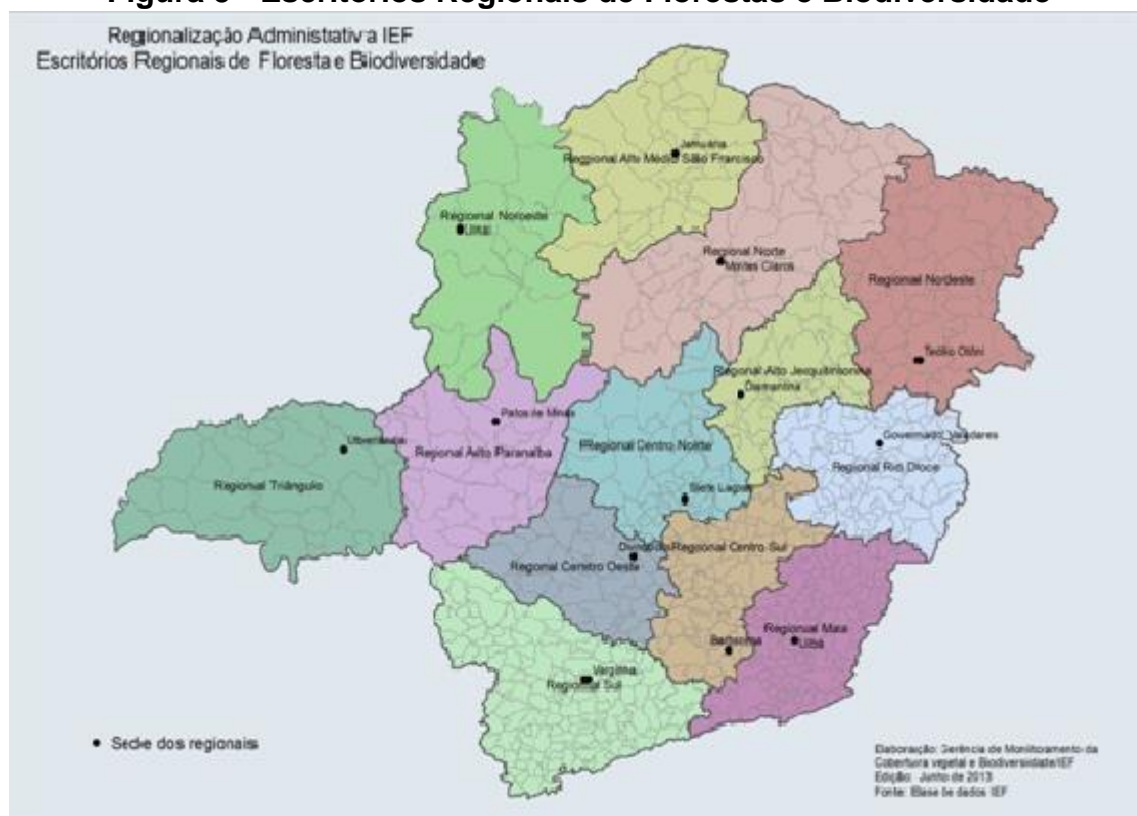 Figura 3 - Escritórios Regionais de Florestas e Biodiversidade
Regionalização Administrativa IEF
Escritórios Regionais de Floresta e Biiodiversidade
Januária
Regional Alto Médio São Francisco
Regional Noroeste
Unaí
Regional Norte
Montes Claros
Regional Nordeste
Teófilo Otôni
Regional Alto Jequitinhonha
Diamantina
Patos de Minas
Regional Alto Paranaíba
Uberlândia
Regional Triângulo
Regional Centro Norte
Sete Lagoas
Governador Valadares
Regional Rio Doce
Divinópolis
Regional Centro Sul
Regional Centro Oeste
Regional Mata
Ubá
Barbacena
Varginha
Regional Sul
Sede dos regionais
Elaboração: Gerência de Moniitoramento da
Cobertura vegetal e Biodiversidade/IEF
Edição: Junho de 2013
Fonte: Base de dados IEF